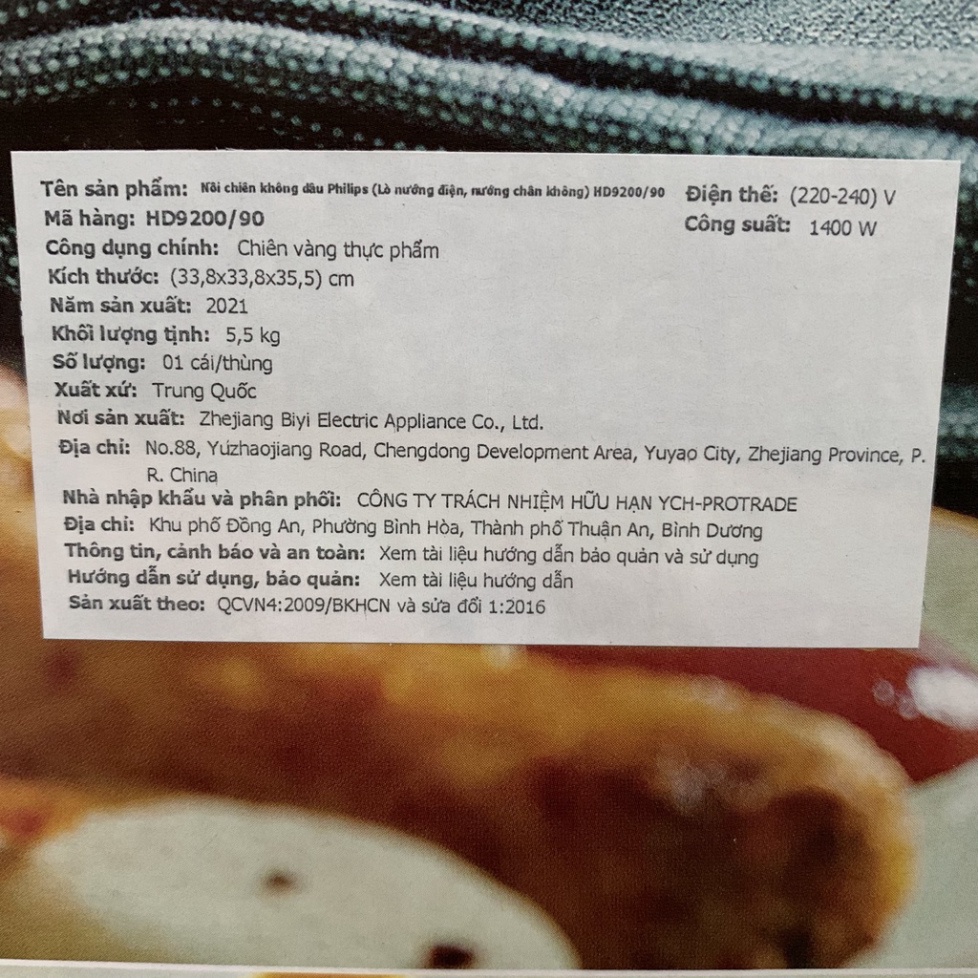 Tên sản phẩm: Nồi chiên không dầu Philips (Lò nướng điện, nướng chân không) HD9200/90 Điện thế: (220-240) V
Mã hàng: HD9200/90 Công suất: 1400 W
Công dụng chính: Chiên vàng thực phẩm
Kích thước: (33,8x33,8x35,5) cm
Năm sản xuất: 2021
Khối lượng tịnh: 5,5 kg
Số lượng: 01 cái/thùng
Xuất xứ: Trung Quốc
Nơi sản xuất: Zhejiang Biyi Electric Appliance Co., Ltd.
Địa chỉ: No.88, Yuzhaojiang Road, Chengdong Development Area, Yuyao City, Zhejiang Province, P.
R. China
Nhà nhập khẩu và phân phối: CÔNG TY TRÁCH NHIỆM HỮU HẠN YCH-PROTRADE
Địa chỉ: Khu phố Đồng An, Phường Bình Hòa, Thành phố Thuận An, Bình Dương
Thông tin, cảnh báo và an toàn: Xem tài liệu hướng dẫn bảo quản và sử dụng
Hướng dẫn sử dụng, bảo quản: Xem tài liệu hướng dẫn
Sản xuất theo: QCVN4:2009/BKHCN và sửa đổi 1:2016